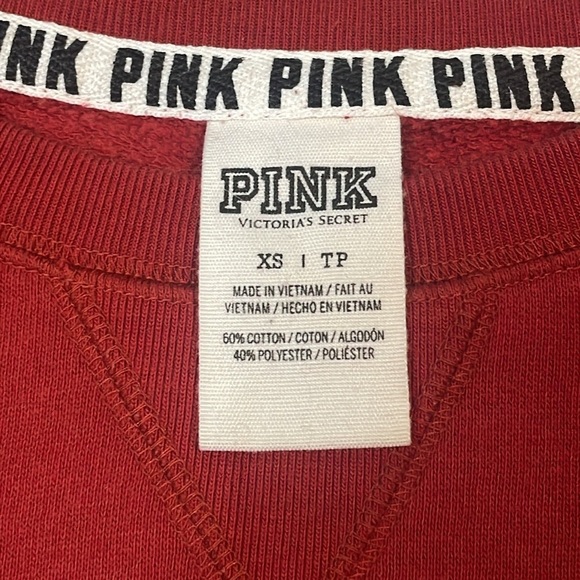 INK PINK PINK PINK
PINK
VICTORIA'S SECRET
XS | TP
MADE IN VIETNAM / FAIT AU
VIETNAM / HECHO EN VIETNAM
60% COTTON / COTON / ALGODÓN
40% POLYESTER / POLIÉSTER